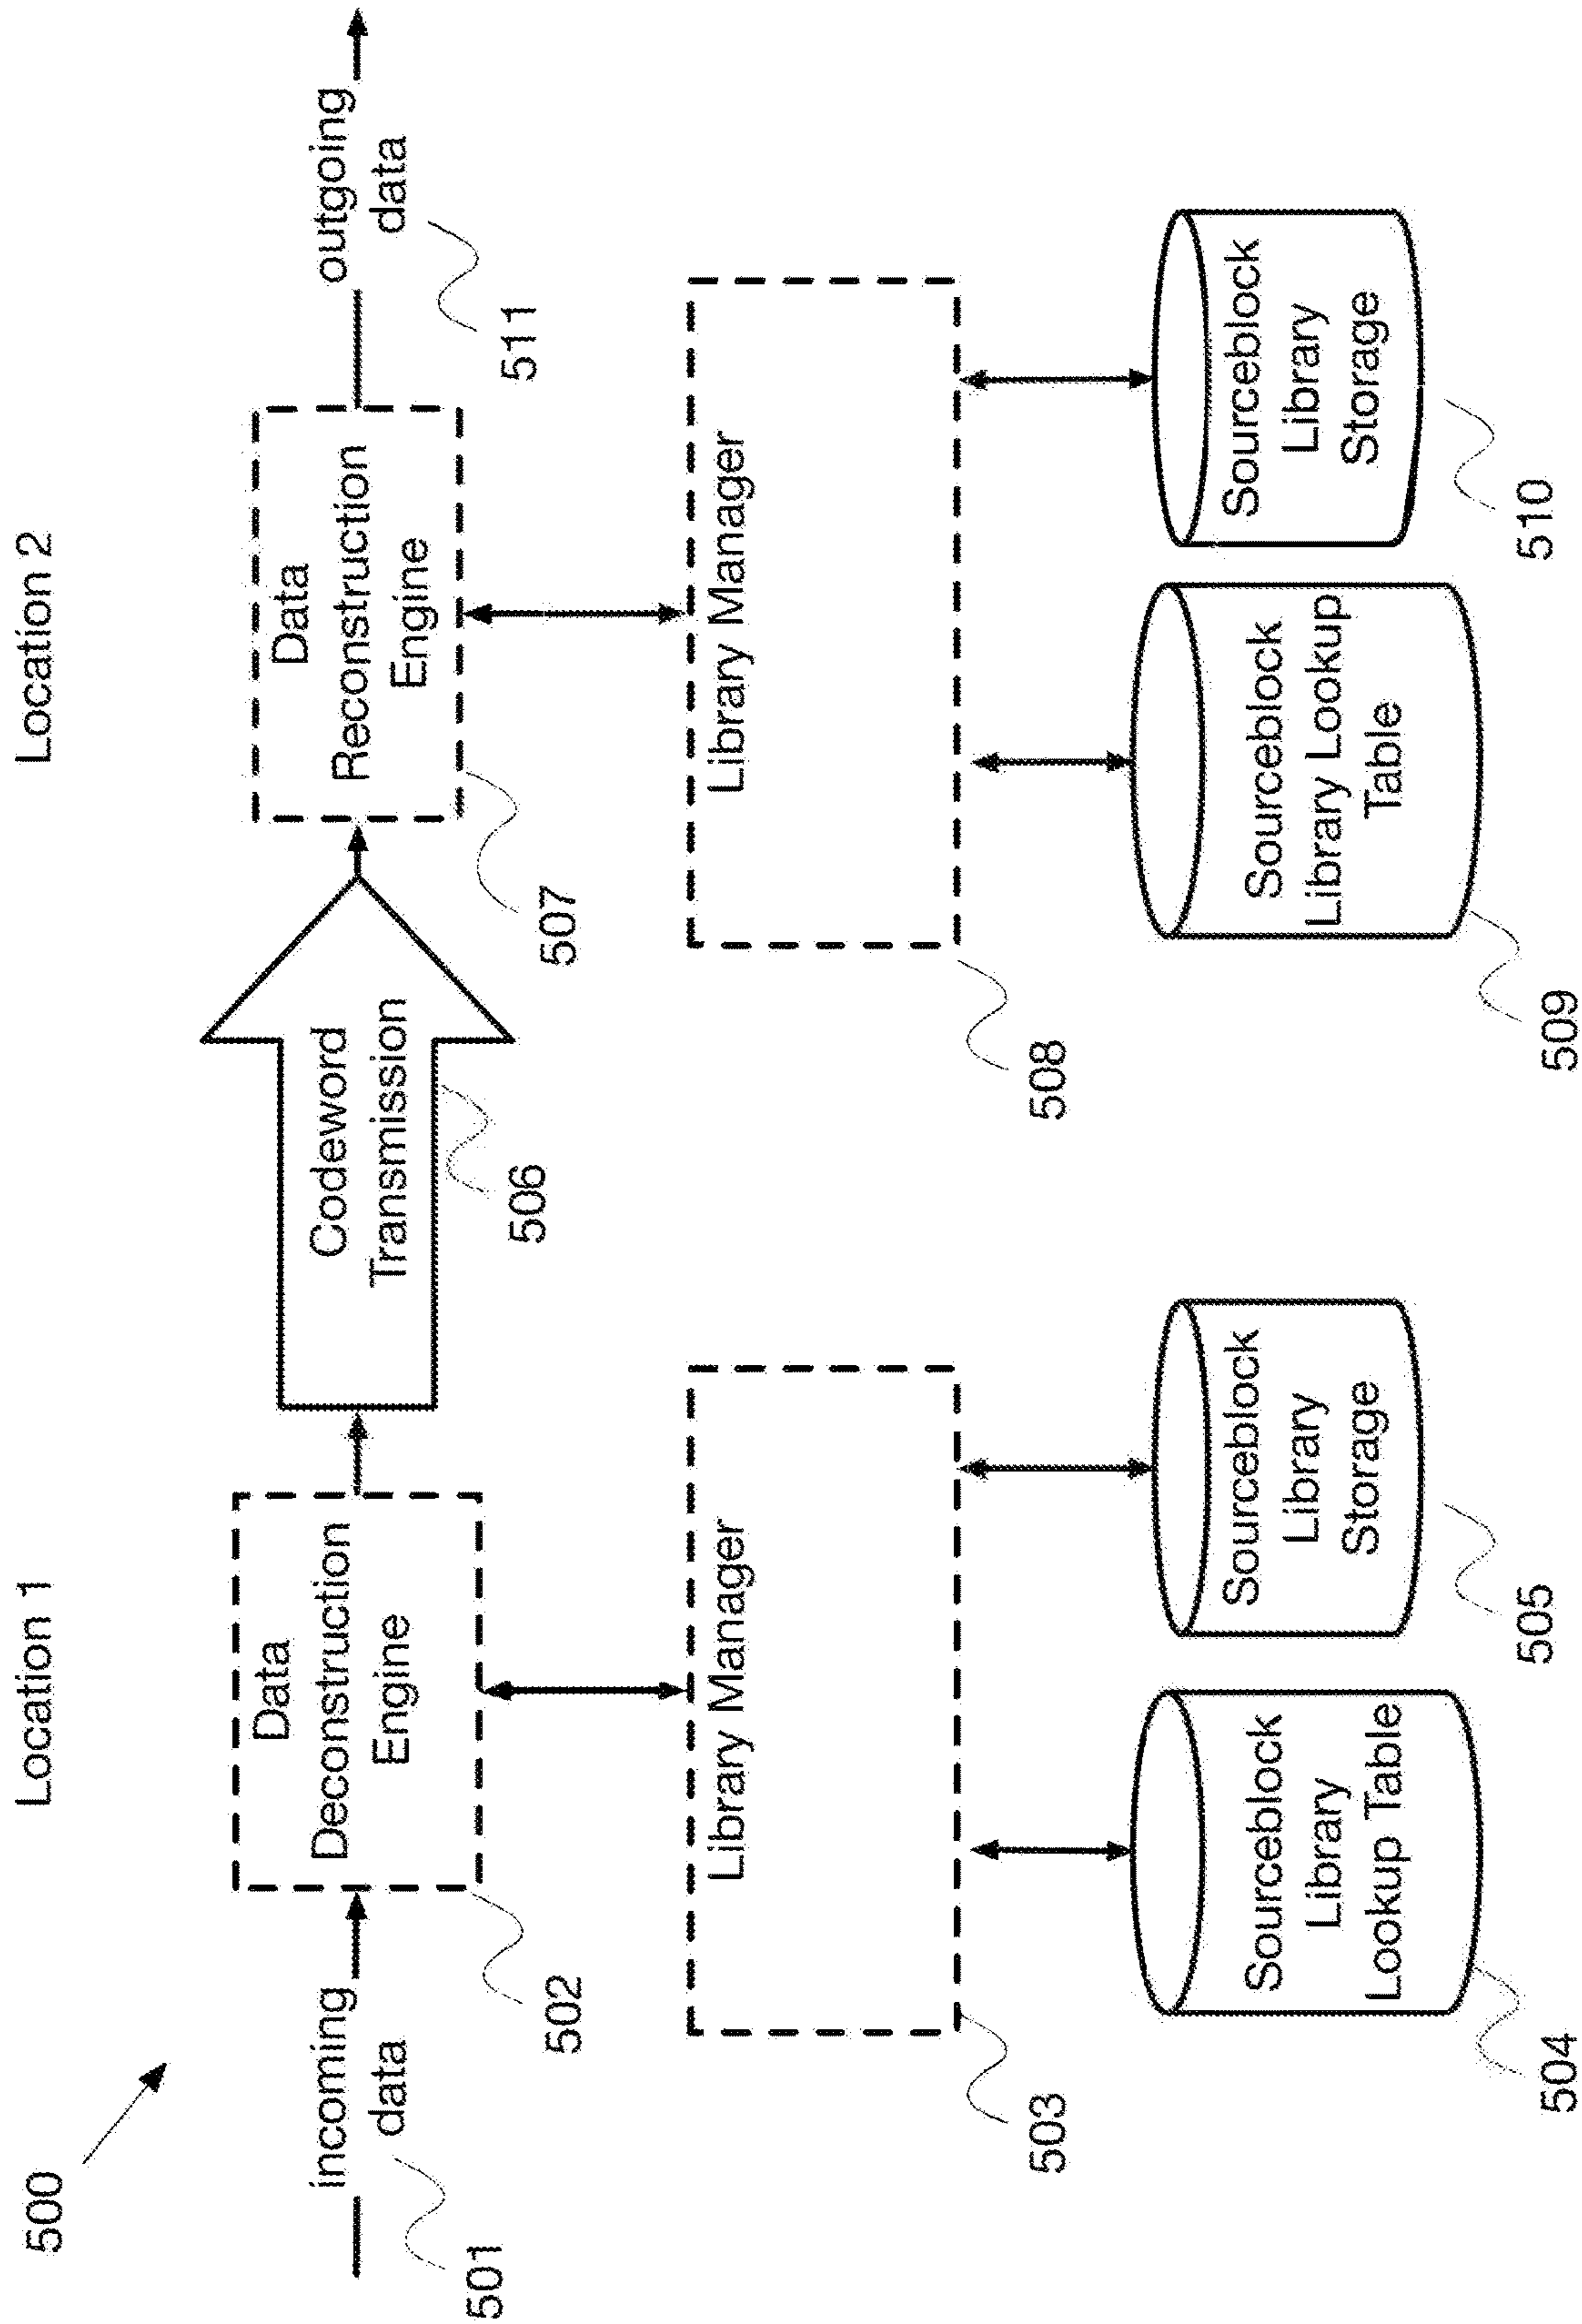 500
Location 1
Location 2
incoming
data
501
Data
Deconstruction
Engine
502
Codeword
Transmission
506
Data
Reconstruction
Engine
507
outgoing
data
511
Library Manager
503
Library Manager
508
Sourceblock
Library
Lookup Table
504
Sourceblock
Library
Storage
505
Sourceblock
Library Lookup
Table
509
Sourceblock
Library
Storage
510